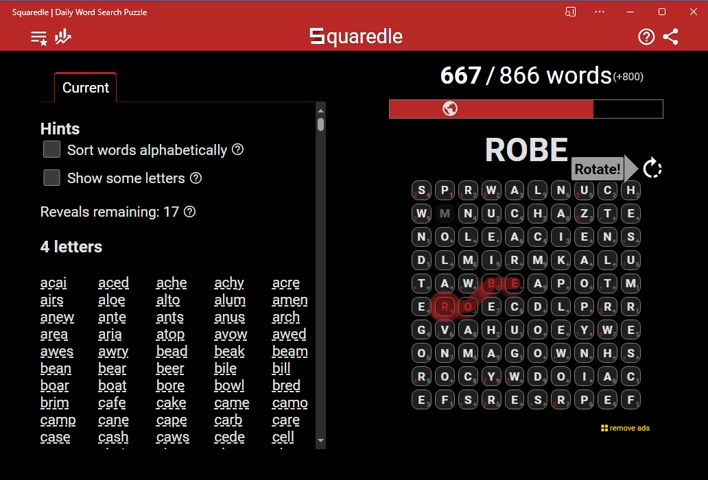 Squaredle | Daily Word Search Puzzle
Squaredle
Current
667 / 866 words (+800)
Hints
Sort words alphabetically
Show some letters
Reveals remaining: 17
ROBE
Rotate!
4 letters
açai aced ache achy acre
airs aloe alto alum amen
anew ante ants anus arch
area aria atop avow awed
awes awry bead beak beam
bean bear beer bile bill
boar boat bore bowl bred
brim cafe cake came camo
camp cane cape carb care
case cash caws cede cell
S P R W A L N U C H
W M N U C H A Z T E
N O L E A C I E N S
D L M I R M K A L U
T A W B E A P O T M
E R O E C D L P R R
G V A H U O E Y W E
O N M A G O W N H S
R O C Y W D O I A C
E F S R E S R P E F
remove ads